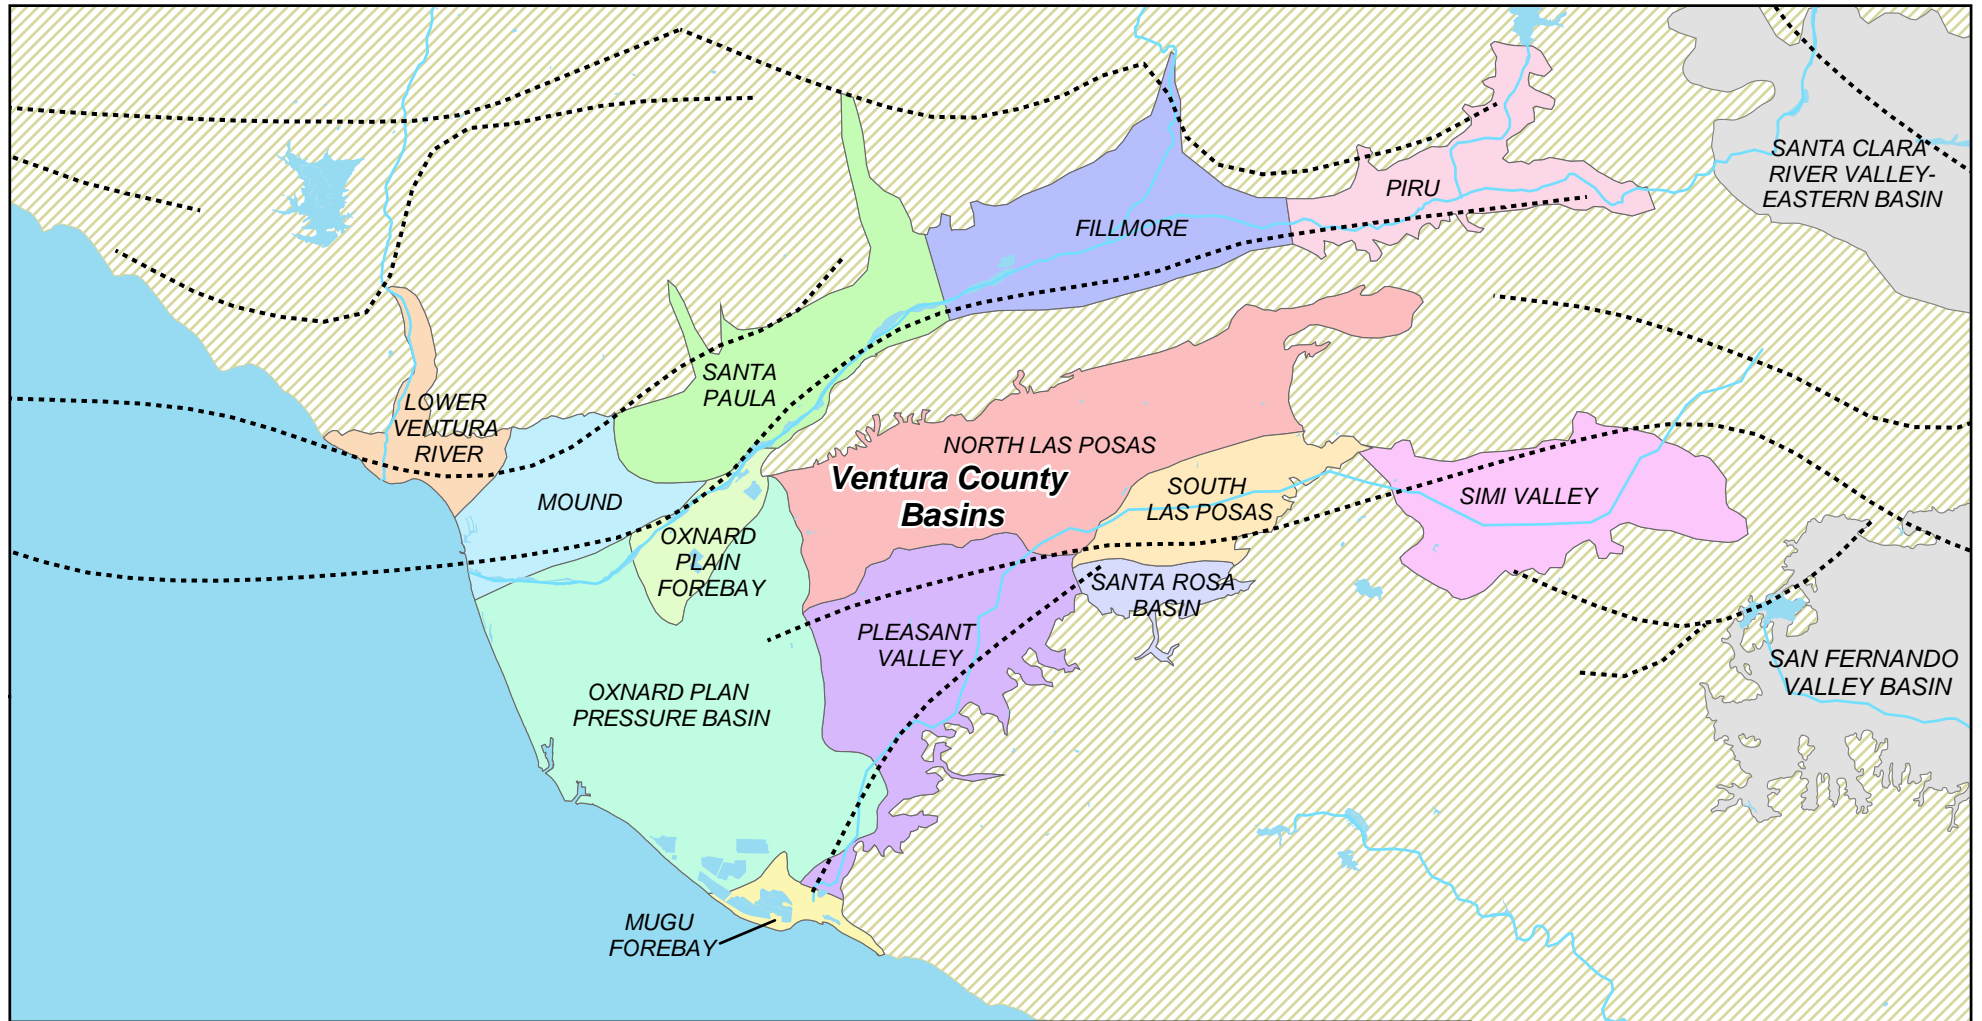 SANTA CLARA
RIVER VALLEY-
EASTERN BASIN
PIRU
FILLMORE
SANTA
PAULA
LOWER
VENTURA
RIVER
NORTH LAS POSAS
Ventura County
Basins
MOUND
SOUTH
LAS POSAS
SIMI VALLEY
OXNARD
PLAIN
FOREBAY
SANTA ROSA
BASIN
PLEASANT
VALLEY
SAN FERNANDO
VALLEY BASIN
OXNARD PLAN
PRESSURE BASIN
MUGU
FOREBAY